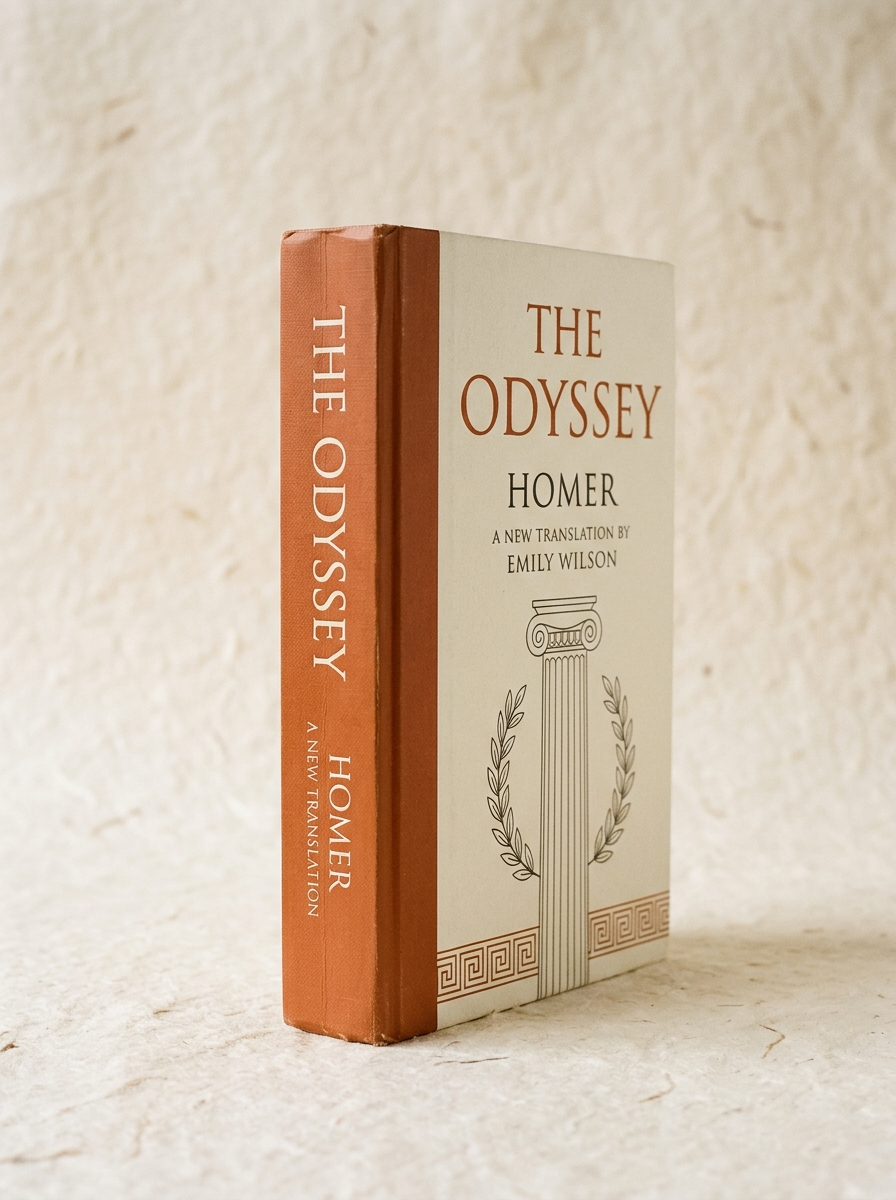 THE ODYSSEY
HOMER
A NEW TRANSLATION
THE
ODYSSEY
HOMER
A NEW TRANSLATION BY
EMILY WILSON